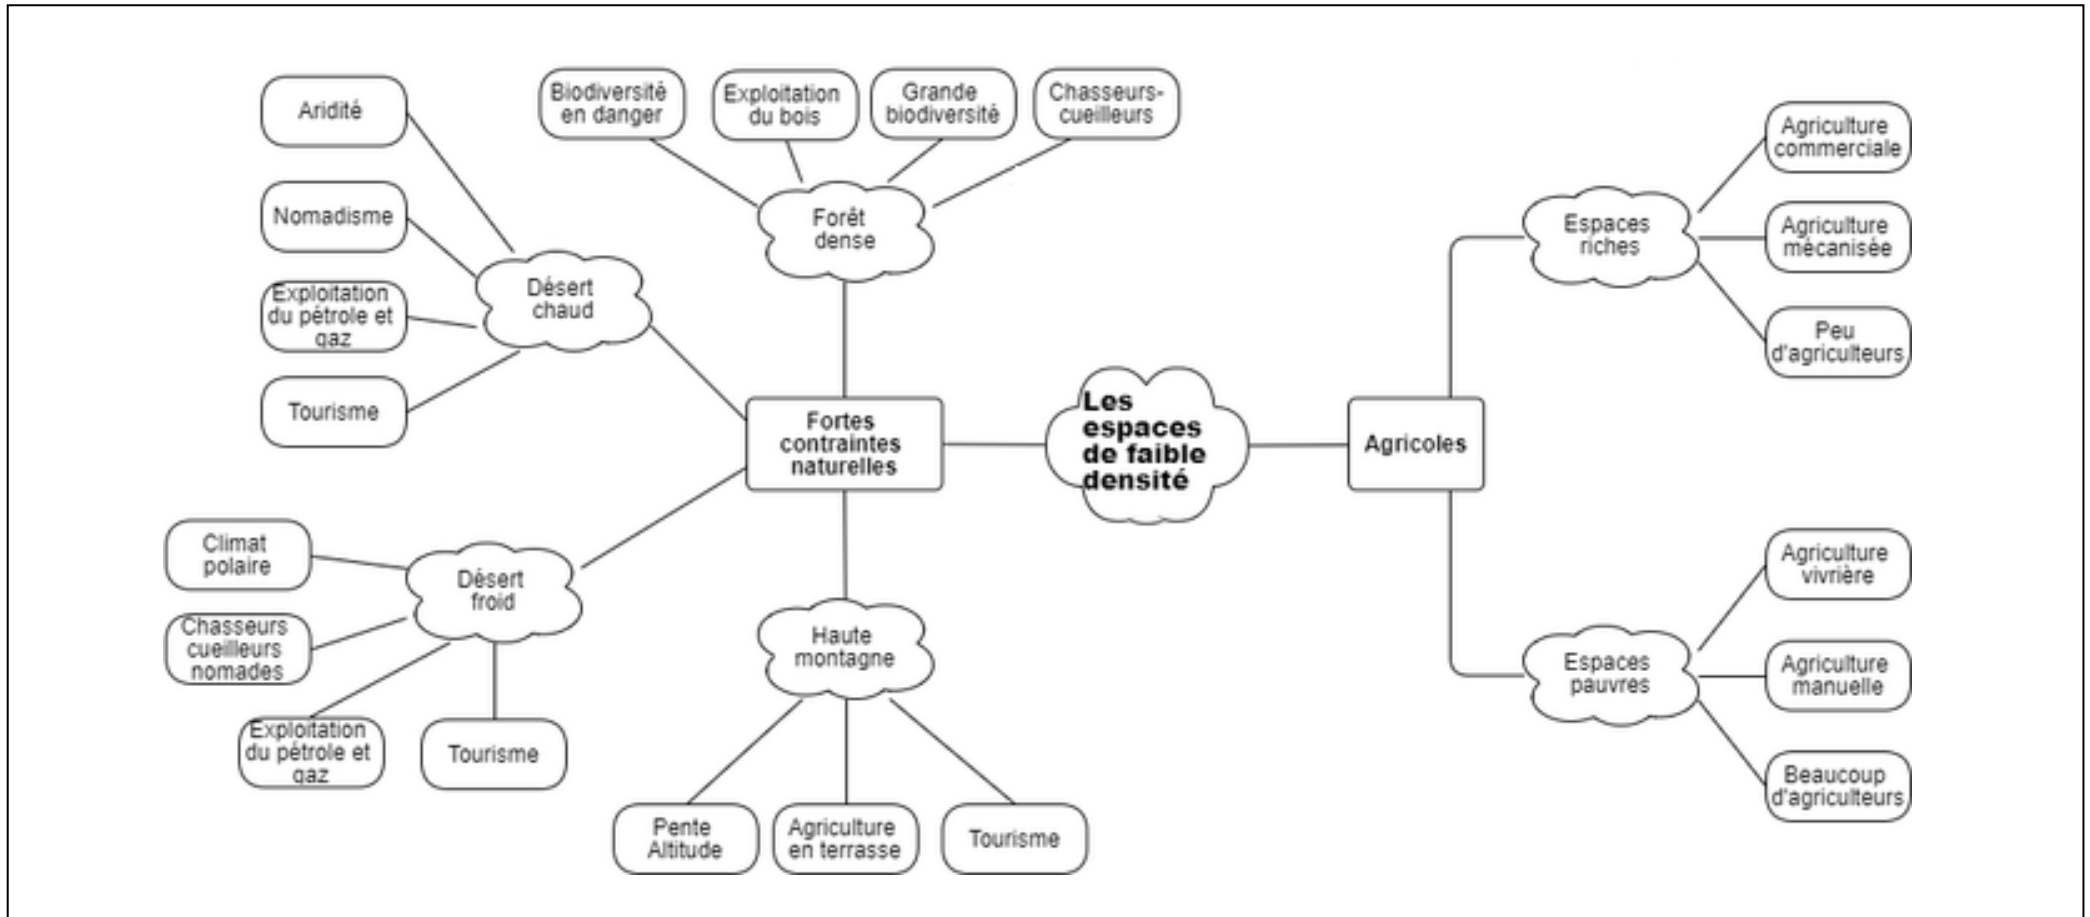 Aridité
Nomadisme
Exploitation
du pétrole et
gaz
Tourisme
Désert
chaud
Biodiversité
en danger
Exploitation
du bois
Grande
biodiversité
Chasseurs-
cueilleurs
Forêt
dense
Fortes
contraintes
naturelles
Climat
polaire
Chasseurs
cueilleurs
nomades
Exploitation
du pétrole et
gaz
Tourisme
Désert
froid
Haute
montagne
Pente
Altitude
Agriculture
en terrasse
Tourisme
Les
espaces
de faible
densité
Agricoles
Espaces
riches
Agriculture
commerciale
Agriculture
mécanisée
Peu
d'agriculteurs
Espaces
pauvres
Agriculture
vivrière
Agriculture
manuelle
Beaucoup
d'agriculteurs